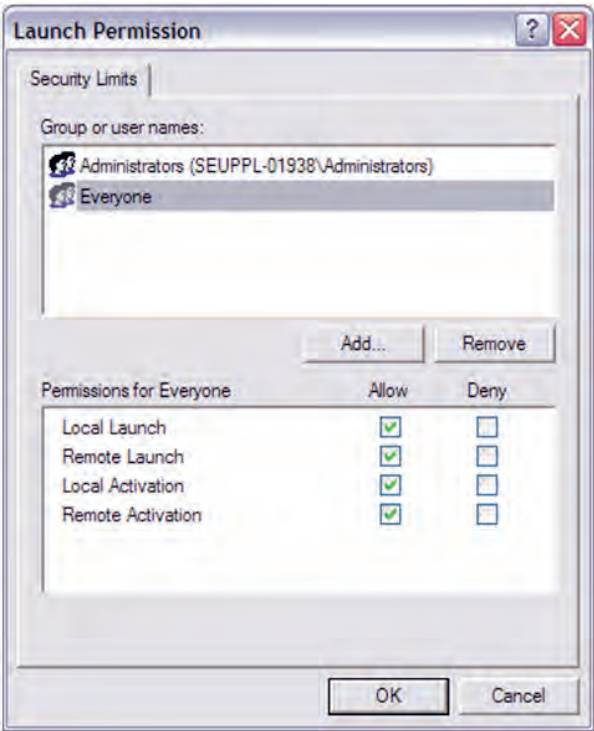 Launch Permission
Security Limits
Group or user names:
Administrators (SEUPPL-01938\Administrators)
Everyone
Add... Remove
Permissions for Everyone Allow Deny
Local Launch
Remote Launch
Local Activation
Remote Activation
OK Cancel